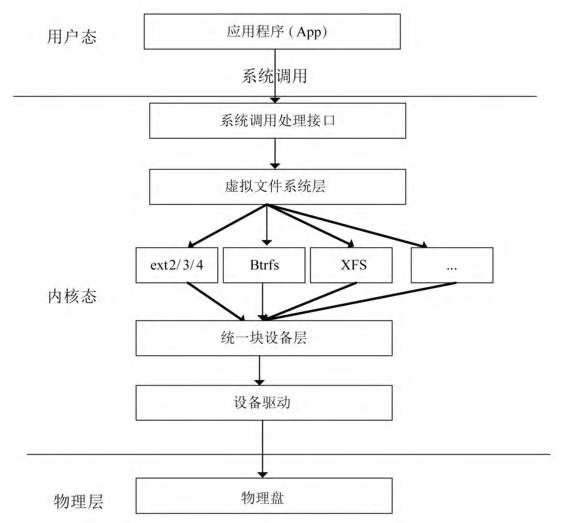 用户态
应用程序(App)
系统调用
系统调用处理接口
虚拟文件系统层
ext2/3/4
Btrfs
XFS
...
内核态
统一块设备层
设备驱动
物理层
物理盘